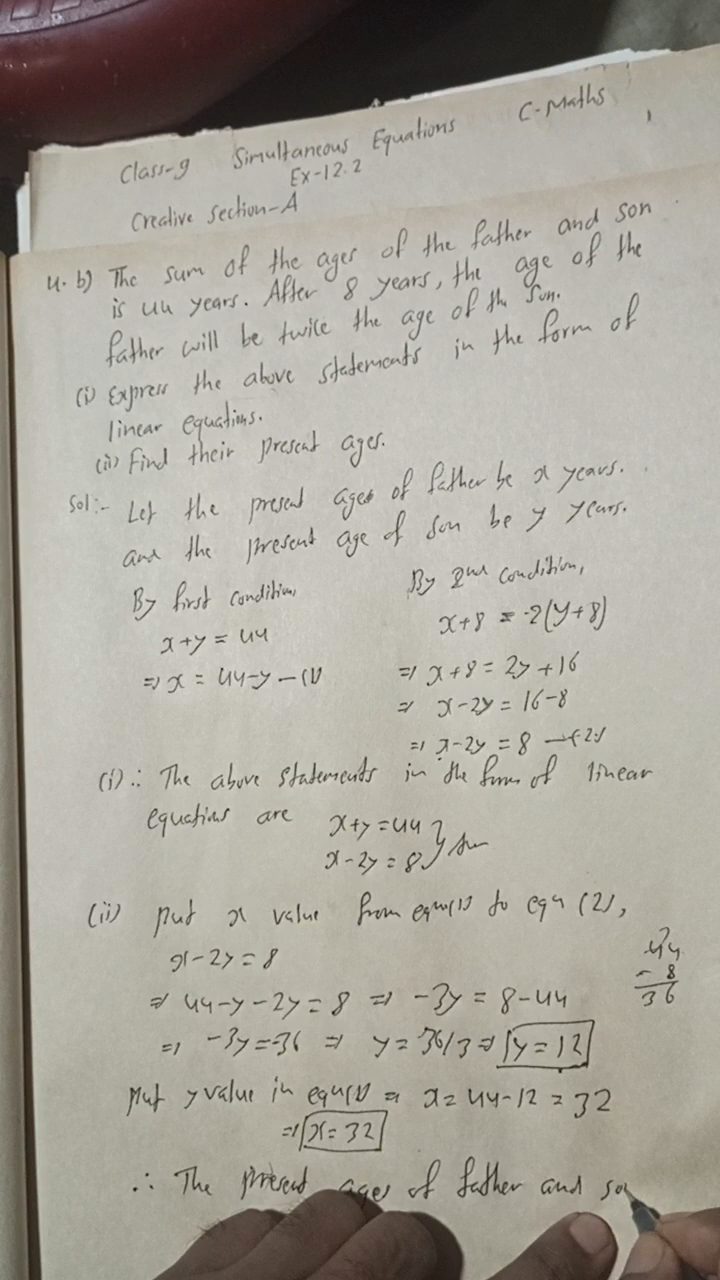 Class-9 Simultaneous Equations C-Maths
Ex-12.2
Creative Section-A
4. b) The sum of the ages of the father and son
is 44 years. After 8 years, the age of the
father will be twice the age of the son.
(i) Express the above statements in the form of
linear equations.
(ii) Find their present ages.
Sol:- Let the present ages of father be x years.
and the present age of son be y years.
By first condition,
x+y = 44
⇒ x = 44-y - (1)
By 2nd condition,
x+8 = 2(y+8)
⇒ x+8 = 2y+16
⇒ x-2y = 16-8
⇒ x-2y = 8 - (2)
(i) ∴ The above statements in the form of linear
equations are x+y = 44
x-2y = 8 }
(ii) Put x value from eqn(1) to eqn (2),
x-2y = 8
⇒ 44-y-2y = 8 ⇒ -3y = 8-44
⇒ -3y = -36 ⇒ y = 36/3 ⇒ y = 12
44
- 8
36
Put y value in eqn(1) ⇒ x = 44-12 = 32
⇒ x = 32
∴ The present ages of father and so